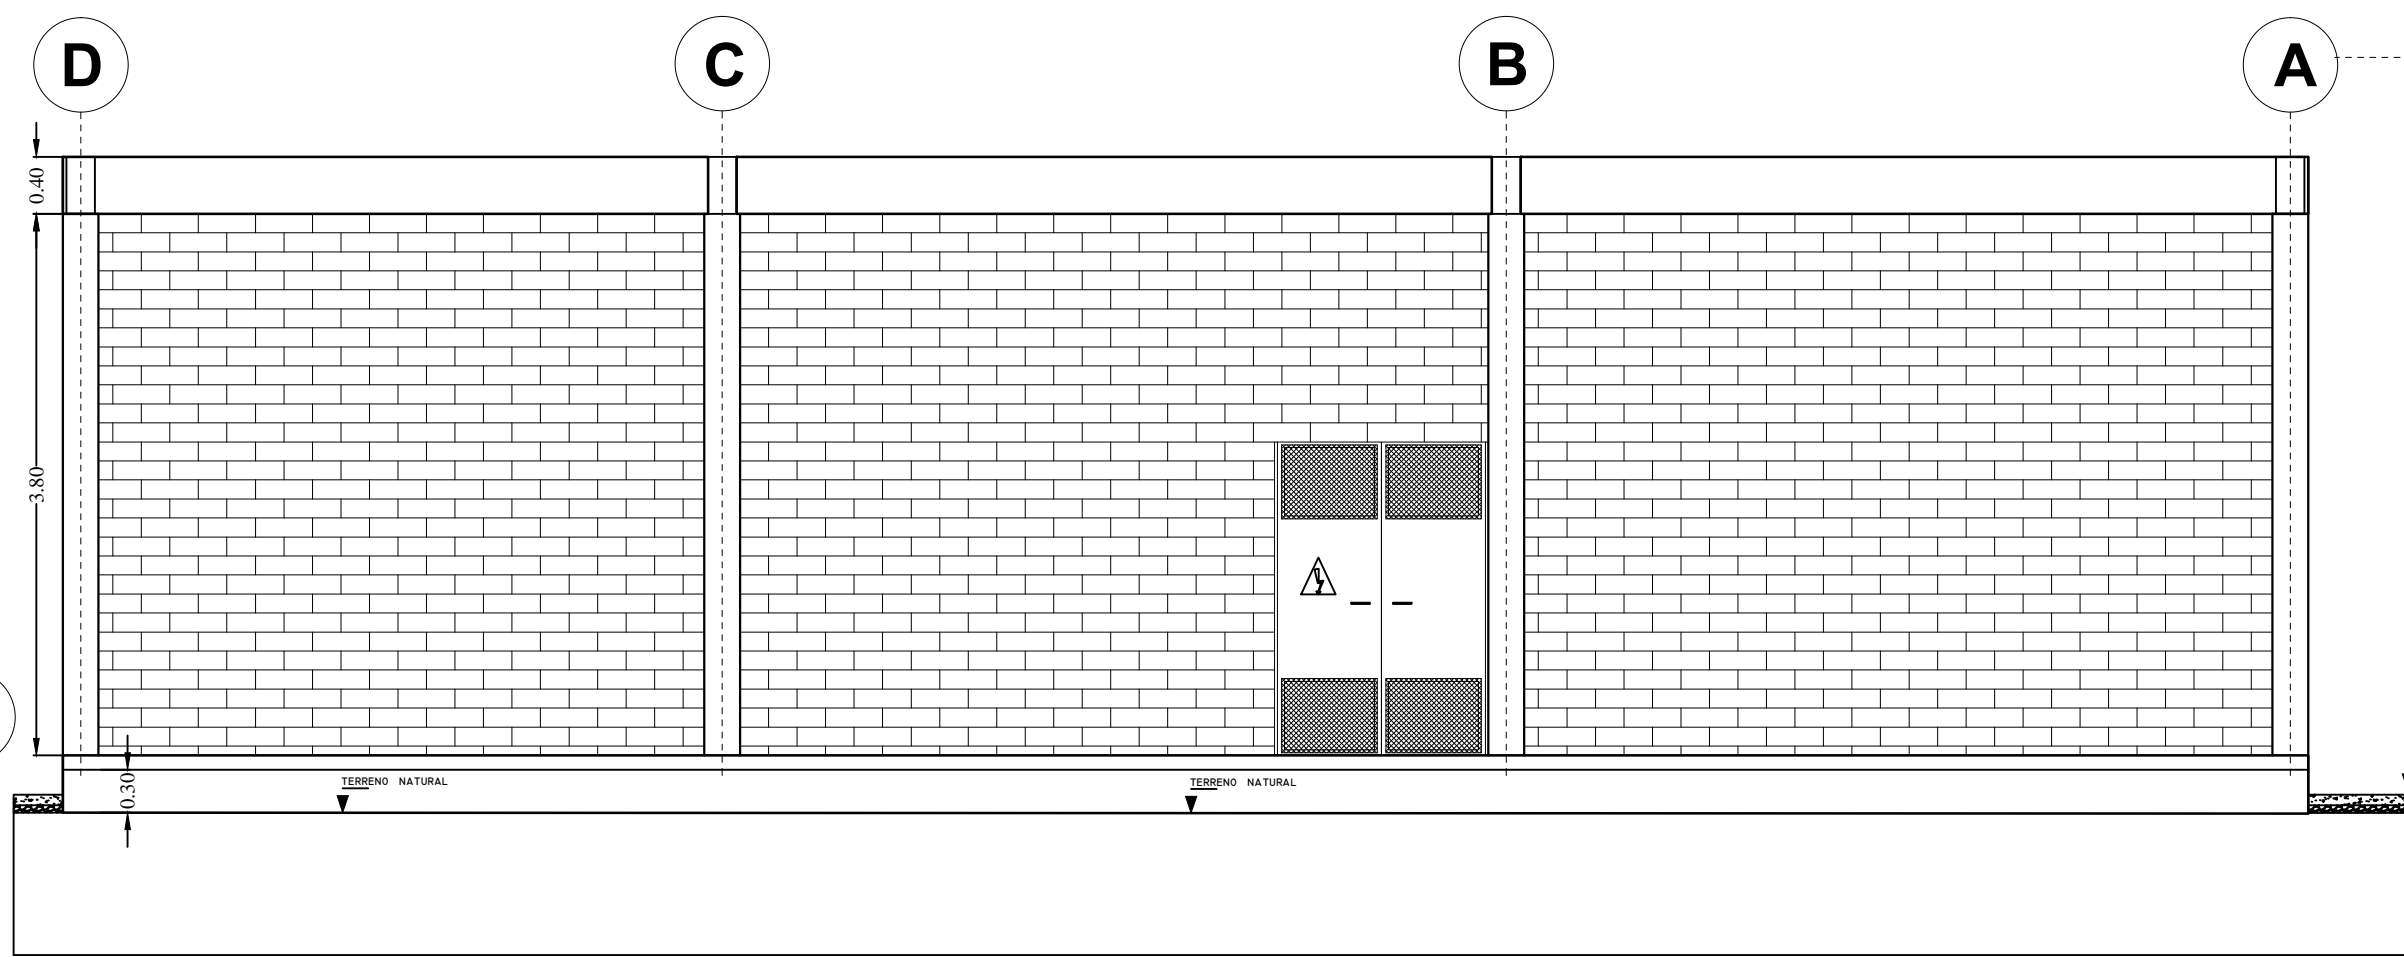 D C B A
0.40
3.80
0.30
TERRENO NATURAL TERRENO NATURAL